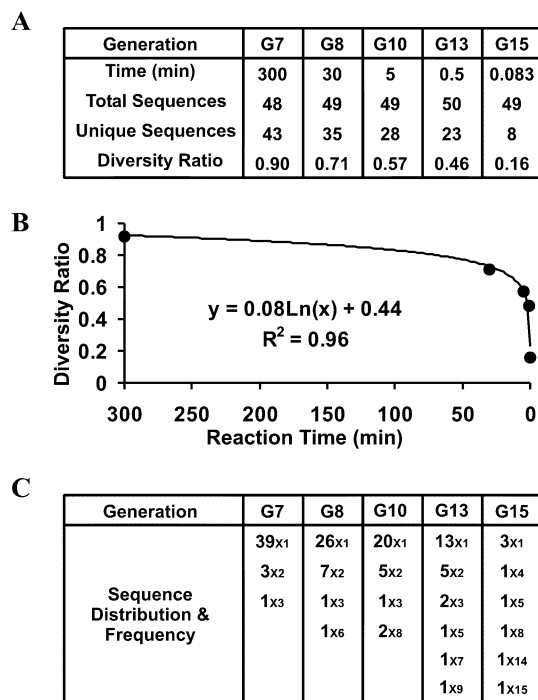 A
Generation G7 G8 G10 G13 G15
Time (min) 300 30 5 0.5 0.083
Total Sequences 48 49 49 50 49
Unique Sequences 43 35 28 23 8
Diversity Ratio 0.90 0.71 0.57 0.46 0.16
B
Diversity Ratio
1
0.8
0.6
0.4
0.2
0
y = 0.08Ln(x) + 0.44
R² = 0.96
300 250 200 150 100 50 0
Reaction Time (min)
C
Generation G7 G8 G10 G13 G15
39x1 26x1 20x1 13x1 3x1
3x2 7x2 5x2 5x2 1x4
Sequence
Distribution &
Frequency
1x3 1x3 1x3 2x3 1x5
1x6 2x8 1x5 1x8
1x7 1x14
1x9 1x15